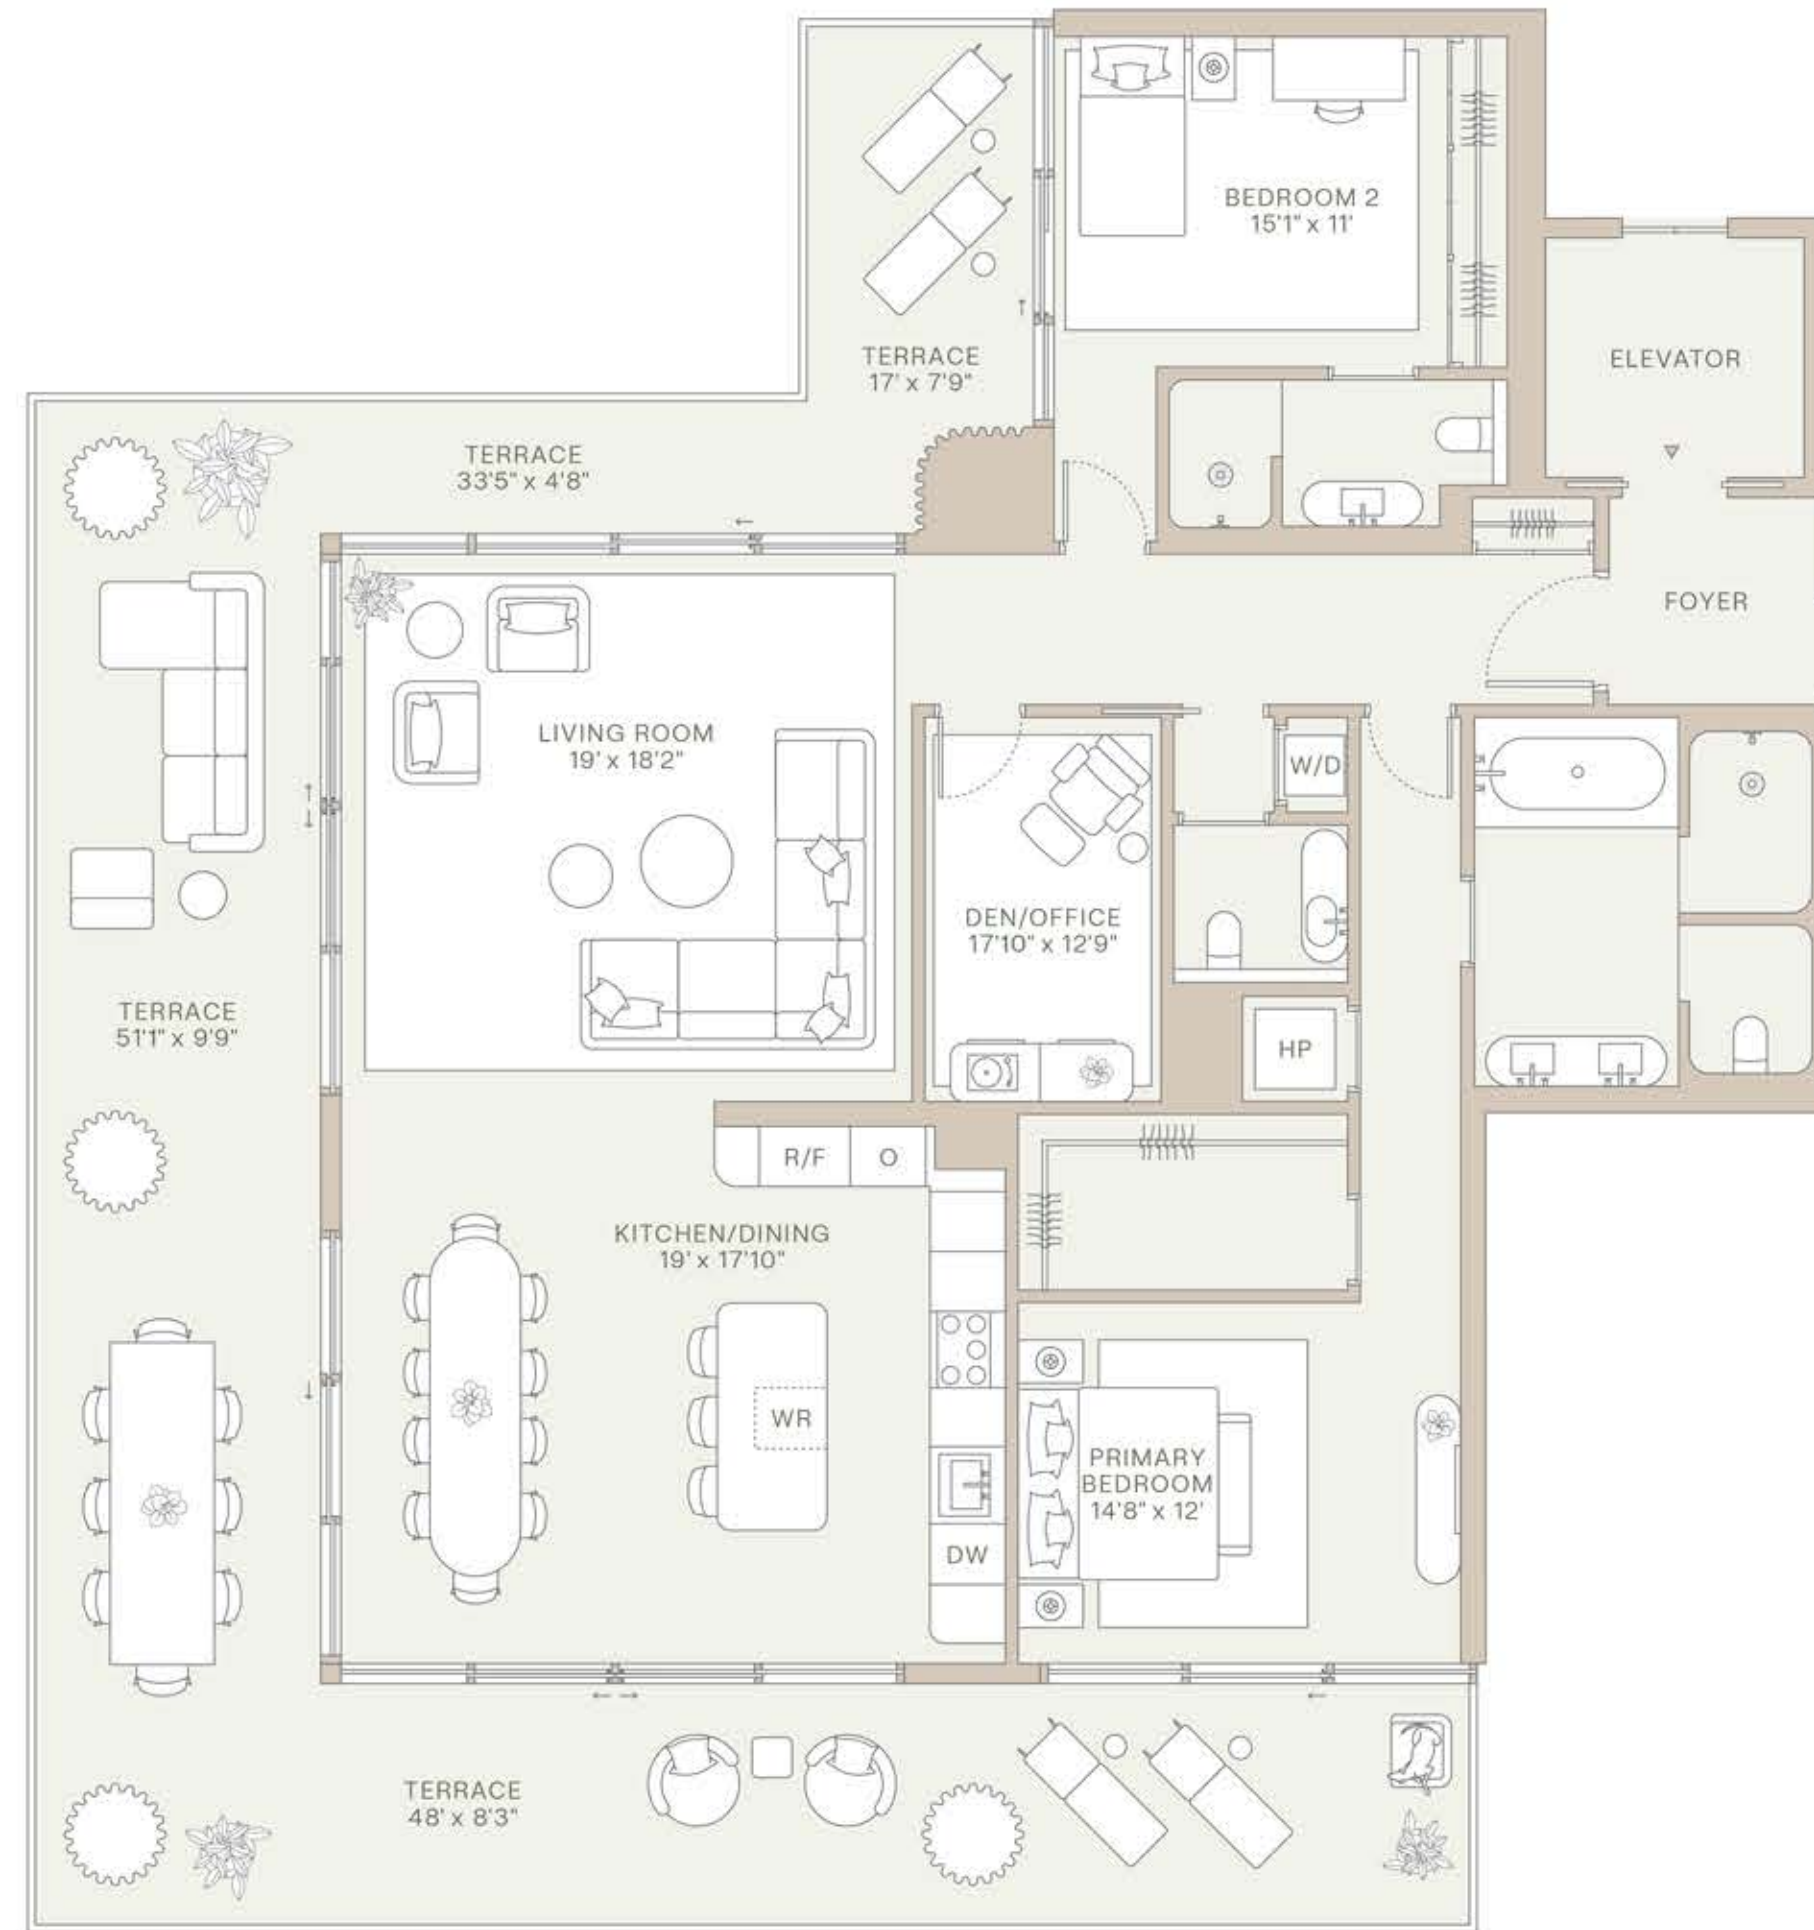 BEDROOM 2
15'1" x 11'
TERRACE
17' x 7'9"
ELEVATOR
TERRACE
33'5" x 4'8"
FOYER
LIVING ROOM
19' x 18'2"
W/D
DEN/OFFICE
17'10" x 12'9"
TERRACE
51'1" x 9'9"
HP
R/F
O
KITCHEN/DINING
19' x 17'10"
WR
PRIMARY
BEDROOM
14'8" x 12'
DW
TERRACE
48' x 8'3"